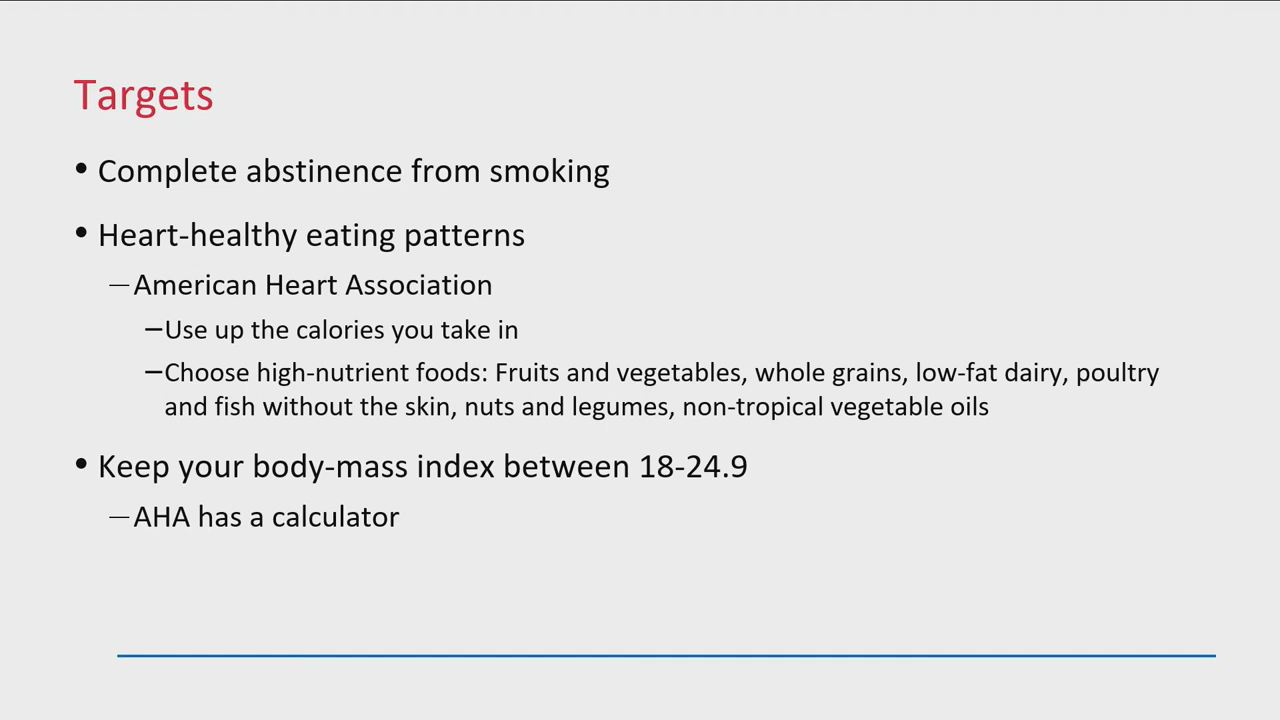 Targets
• Complete abstinence from smoking
• Heart-healthy eating patterns
—American Heart Association
–Use up the calories you take in
–Choose high-nutrient foods: Fruits and vegetables, whole grains, low-fat dairy, poultry
and fish without the skin, nuts and legumes, non-tropical vegetable oils
• Keep your body-mass index between 18-24.9
—AHA has a calculator